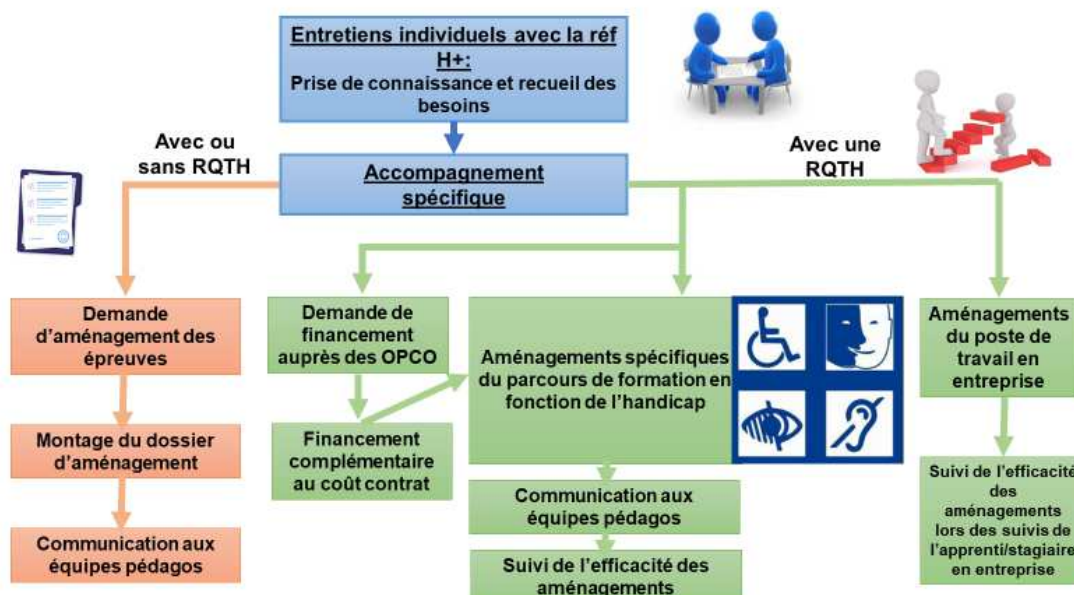 Entretiens individuels avec la réf
H+:
Prise de connaissance et recueil des
besoins
Avec ou
sans RQTH
Accompagnement
spécifique
Avec une
RQTH
Demande
d'aménagement des
épreuves
Montage du dossier
d'aménagement
Communication aux
équipes pédagos
Demande de
financement
auprès des OPCO
Financement
complémentaire
au coût contrat
Aménagements spécifiques
du parcours de formation en
fonction de l'handicap
Communication aux
équipes pédagos
Suivi de l'efficacité des
aménagements
Aménagements
du poste de
travail en
entreprise
Suivi de l'efficacité
des
aménagements
lors des suivis de
l'apprenti/stagiaire
en entreprise